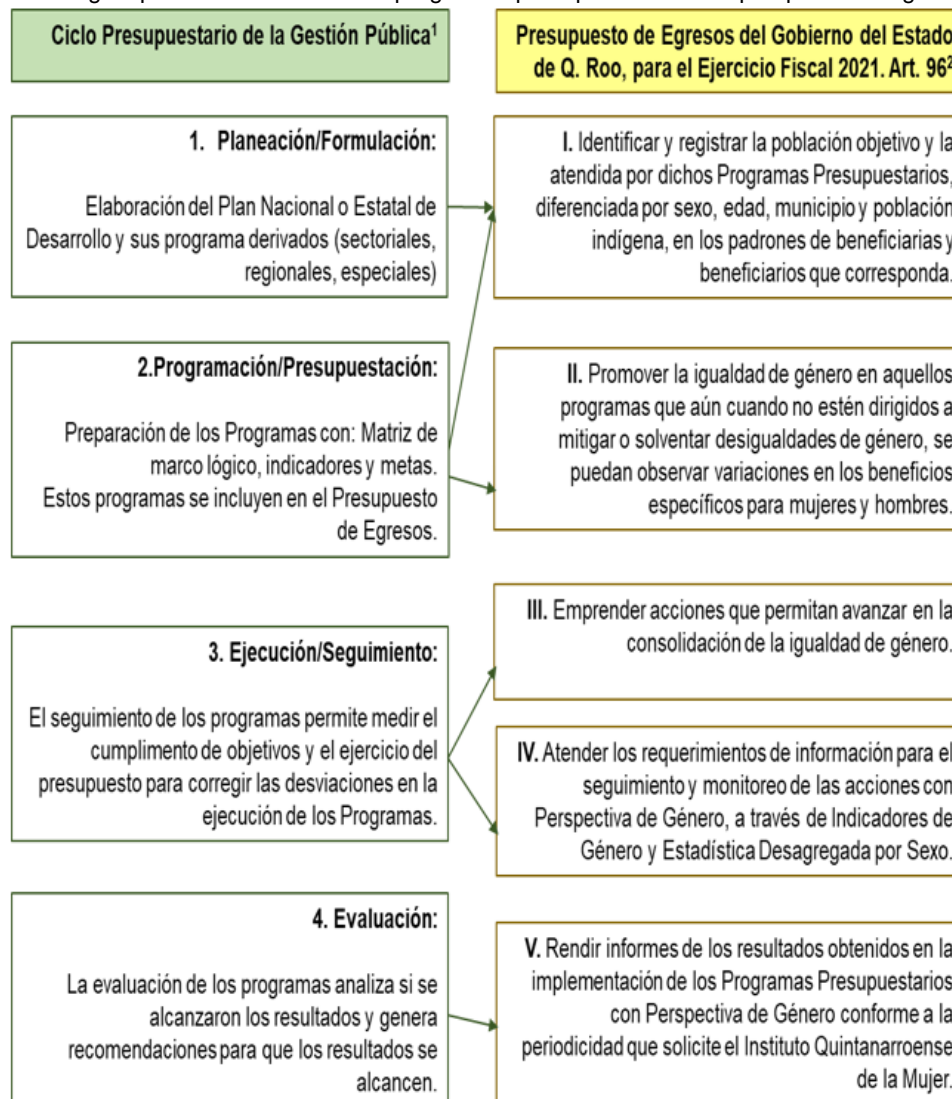 Ciclo Presupuestario de la Gestión Pública¹
Presupuesto de Egresos del Gobierno del Estado
de Q. Roo, para el Ejercicio Fiscal 2021. Art. 96²
1. Planeación/Formulación:
Elaboración del Plan Nacional o Estatal de
Desarrollo y sus programa derivados (sectoriales,
regionales, especiales)
I. Identificar y registrar la población objetivo y la
atendida por dichos Programas Presupuestarios,
diferenciada por sexo, edad, municipio y población
indígena, en los padrones de beneficiarias y
beneficiarios que corresponda.
2.Programación/Presupuestación:
Preparación de los Programas con: Matriz de
marco lógico, indicadores y metas.
Estos programas se incluyen en el Presupuesto
de Egresos.
II. Promover la igualdad de género en aquellos
programas que aún cuando no estén dirigidos a
mitigar o solventar desigualdades de género, se
puedan observar variaciones en los beneficios
específicos para mujeres y hombres.
3. Ejecución/Seguimiento:
El seguimiento de los programas permite medir el
cumplimento de objetivos y el ejercicio del
presupuesto para corregir las desviaciones en la
ejecución de los Programas.
III. Emprender acciones que permitan avanzar en la
consolidación de la igualdad de género.
IV. Atender los requerimientos de información para el
seguimiento y monitoreo de las acciones con
Perspectiva de Género, a través de Indicadores de
Género y Estadística Desagregada por Sexo.
4. Evaluación:
La evaluación de los programas analiza si se
alcanzaron los resultados y genera
recomendaciones para que los resultados se
alcancen.
V. Rendir informes de los resultados obtenidos en la
implementación de los Programas Presupuestarios
con Perspectiva de Género conforme a la
periodicidad que solicite el Instituto Quintanarroense
de la Mujer.